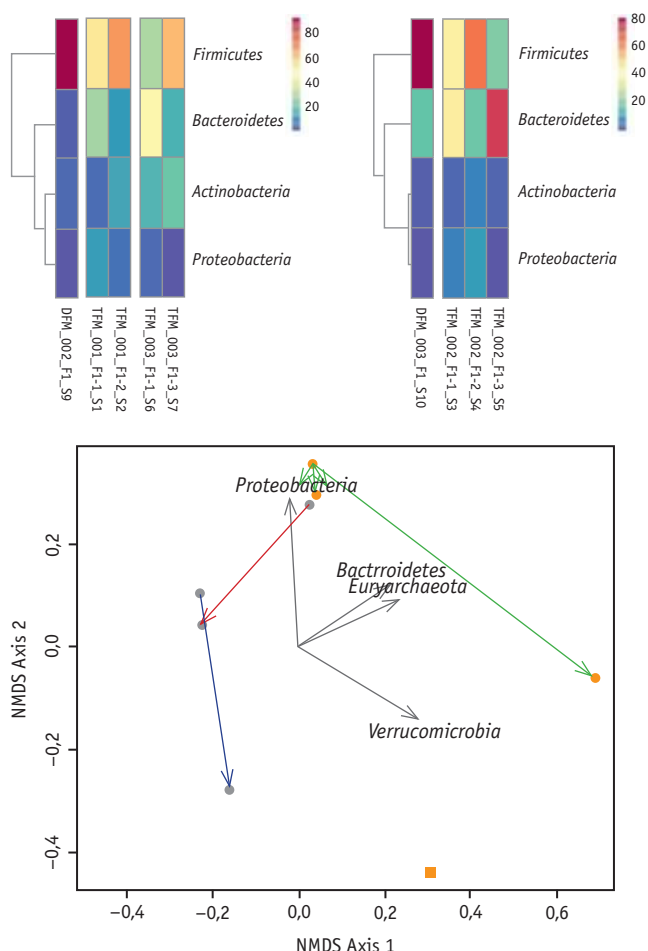 80
60
40
20
Firmicutes
Bacteroidetes
Actinobacteria
Proteobacteria
DFM_002_F1_S9
TFM_001_F1-1_S1
TFM_001_F1-2_S2
TFM_003_F1-1_S6
TFM_003_F1-3_S7
80
60
40
20
Firmicutes
Bacteroidetes
Actinobacteria
Proteobacteria
DFM_003_F1_S10
TFM_002_F1-1_S3
TFM_002_F1-2_S4
TFM_002_F1-3_S5
NMDS Axis 2
0,2
0,0
−0,2
−0,4
Proteobacteria
Bactrroidetes
Euryarchaeota
Verrucomicrobia
−0,4 −0,2 0,0 0,2 0,4 0,6
NMDS Axis 1